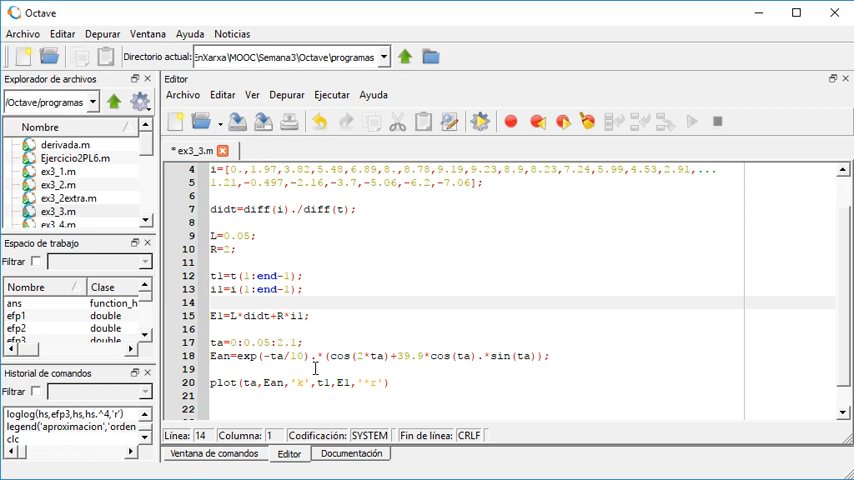 Octave
Archivo Editar Depurar Ventana Ayuda Noticias
Directorio actual: EnXarxa\MOOC\Semana3\Octave\programas
Explorador de archivos
/Octave/programas
Nombre
derivada.m
Ejercicio2PL6.m
ex3_1.m
ex3_2.m
ex3_2extra.m
ex3_3.m
ex3_4.m
Espacio de trabajo
Filtrar
Nombre Clase
ans function_h
efp1 double
efp2 double
efp3 double
Historial de comandos
Filtrar
loglog(hs,efp3,hs,hs.^4,'r')
legend('aproximacion','orden
clc
Editor
Archivo Editar Ver Depurar Ejecutar Ayuda
* ex3_3.m
4 i=[0.,1.97,3.82,5.48,6.89,8.,8.78,9.19,9.23,8.9,8.23,7.24,5.99,4.53,2.91,...
5 1.21,-0.497,-2.16,-3.7,-5.06,-6.2,-7.06];
6
7 didt=diff(i)./diff(t);
8
9 L=0.05;
10 R=2;
11
12 t1=t(1:end-1);
13 i1=i(1:end-1);
14
15 E1=L*didt+R*i1;
16
17 ta=0:0.05:2.1;
18 Ean=exp(-ta/10).*(cos(2*ta)+39.9*cos(ta).*sin(ta));
19
20 plot(ta,Ean,'k',t1,E1,'*r')
21
22
Línea: 14 Columna: 1 Codificación: SYSTEM Fin de línea: CRLF
Ventana de comandos Editor Documentación